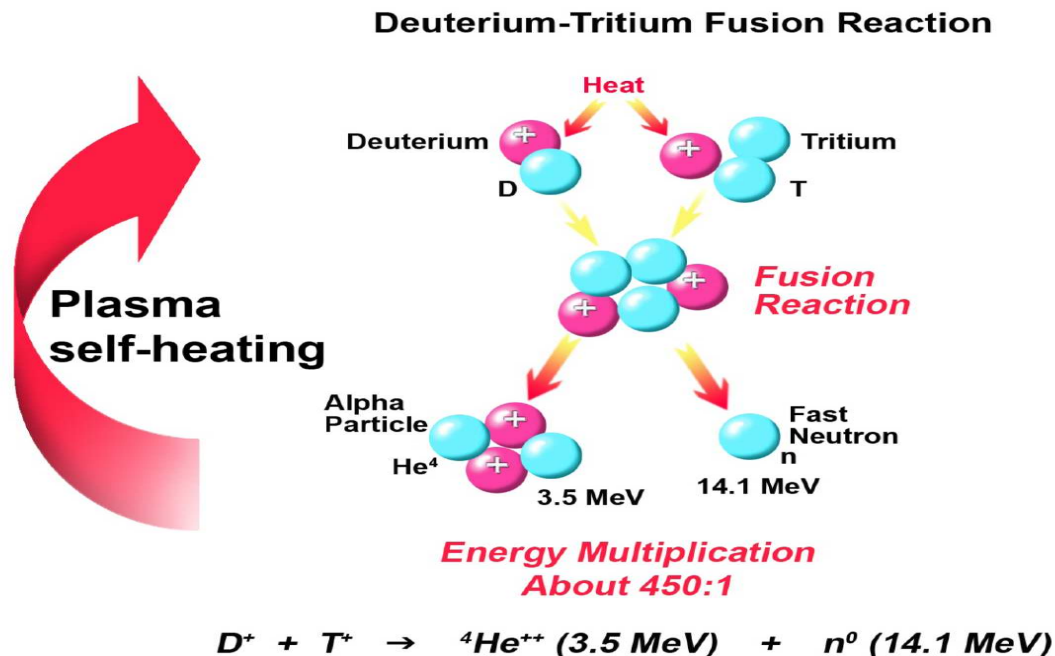 Deuterium-Tritium Fusion Reaction
Heat
Deuterium
+
+
Tritium
D
T
+
+
Fusion
Reaction
Plasma
self-heating
Alpha
Particle
+
+
He⁴
3.5 MeV
Fast
Neutron
n
14.1 MeV
Energy Multiplication
About 450:1
D⁺ + T⁺ → ⁴He⁺⁺ (3.5 MeV) + n⁰ (14.1 MeV)